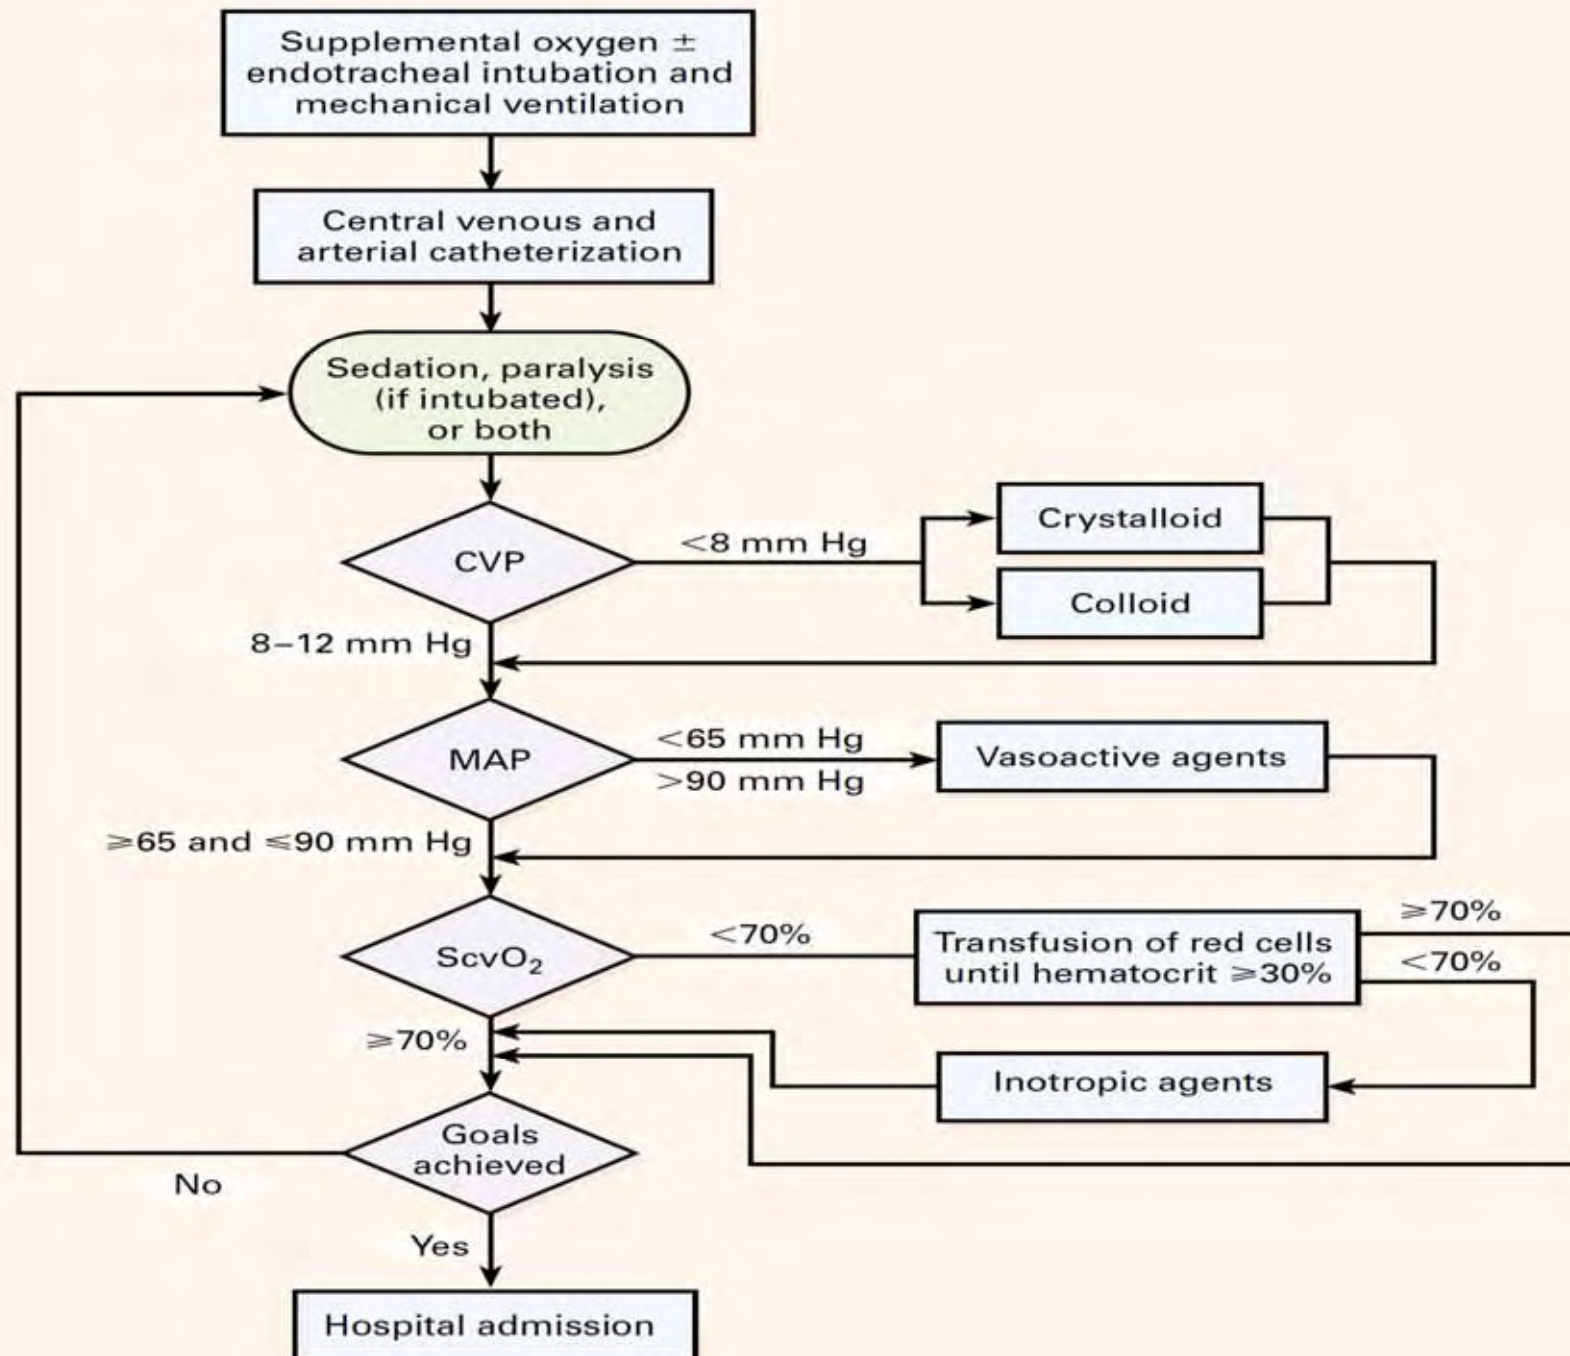 Supplemental oxygen ±
endotracheal intubation and
mechanical ventilation
Central venous and
arterial catheterization
Sedation, paralysis
(if intubated),
or both
CVP
<8 mm Hg
Crystalloid
Colloid
8–12 mm Hg
MAP
<65 mm Hg
>90 mm Hg
Vasoactive agents
≥65 and ≤90 mm Hg
ScvO₂
<70%
Transfusion of red cells
until hematocrit ≥30%
≥70%
<70%
≥70%
Inotropic agents
Goals
achieved
No
Yes
Hospital admission